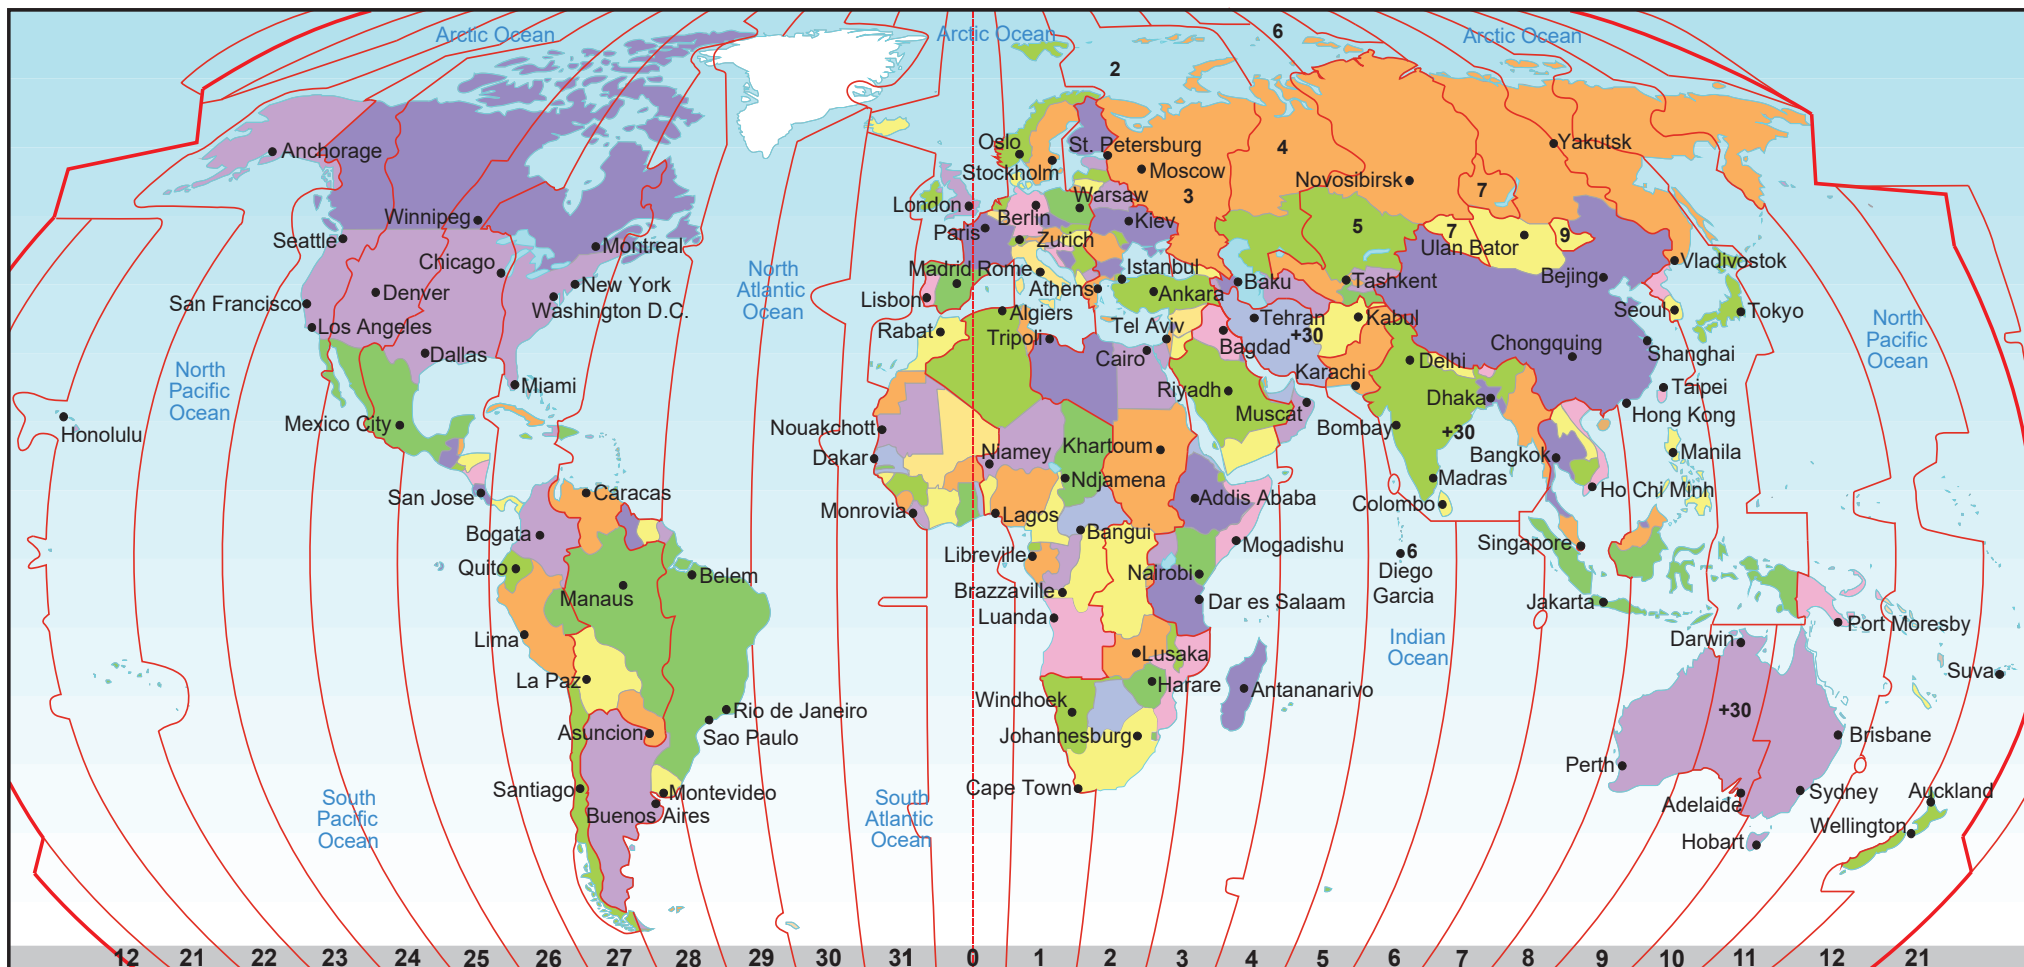 Arctic Ocean
Arctic Ocean
6
Arctic Ocean
2
Anchorage
Oslo
St. Petersburg
4
Yakutsk
Stockholm
Moscow
Novosibirsk
7
Warsaw
3
London
Winnipeg
Berlin
Kiev
5
7
9
Paris
Zurich
Ulan Bator
Seattle
Montreal
Chicago
North
Atlantic
Ocean
Madrid
Rome
Istanbul
Bejing
Vladivostok
New York
Denver
Athens
Ankara
Baku
Tashkent
San Francisco
Washington D.C.
Lisbon
Algiers
Tel Aviv
Tehran
Kabul
Seoul
Tokyo
North
Pacific
Ocean
Los Angeles
Rabat
Tripoli
Cairo
Bagdad
+30
Chongquing
Shanghai
Dallas
Delhi
North
Pacific
Ocean
Miami
Riyadh
Karachi
Taipei
Muscat
Dhaka
Hong Kong
Honolulu
Mexico City
Nouakchott
Bombay
+30
Khartoum
Niamey
Bangkok
Manila
Dakar
Ndjamena
Madras
San Jose
Caracas
Addis Ababa
Colombo
Ho Chi Minh
Monrovia
Lagos
Bogata
Bangui
Mogadishu
Singapore
Libreville
6
Diego
Garcia
Quito
Belem
Nairobi
Manaus
Brazzaville
Dar es Salaam
Jakarta
Luanda
Port Moresby
Lima
Indian
Ocean
Darwin
Lusaka
La Paz
Harare
Antananarivo
Suva
Windhoek
Rio de Janeiro
+30
Asuncion
Sao Paulo
Johannesburg
Brisbane
Perth
Santiago
Montevideo
Cape Town
Sydney
Auckland
South
Pacific
Ocean
South
Atlantic
Ocean
Adelaide
Buenos Aires
Wellington
Hobart
12 21 22 23 24 25 26 27 28 29 30 31 0 1 2 3 4 5 6 7 8 9 10 11 12 21